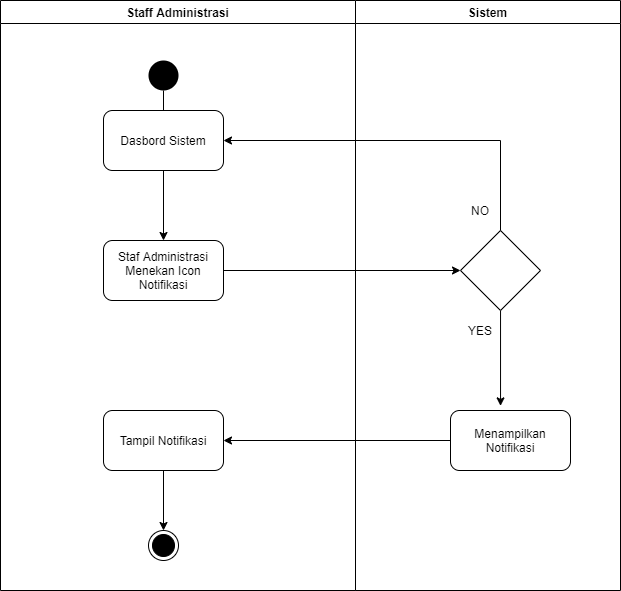 Staff Administrasi
Sistem
Dasbord Sistem
NO
Staf Administrasi
Menekan Icon
Notifikasi
YES
Tampil Notifikasi
Menampilkan
Notifikasi